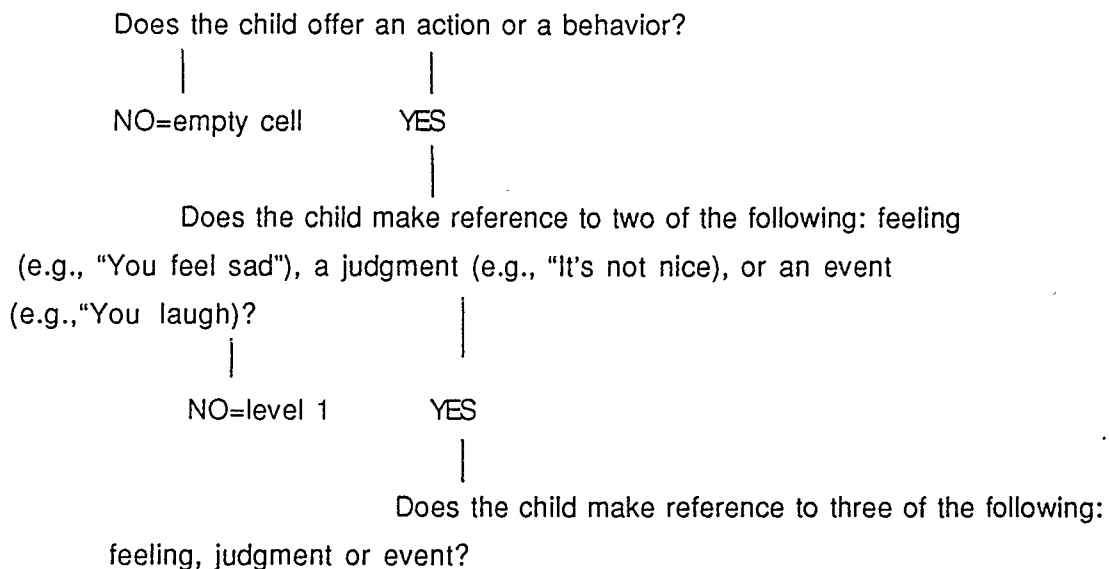 Does the child offer an action or a behavior?
NO=empty cell YES
Does the child make reference to two of the following: feeling
(e.g., “You feel sad”), a judgment (e.g., “It's not nice), or an event
(e.g.,“You laugh)?
NO=level 1 YES
Does the child make reference to three of the following:
feeling, judgment or event?